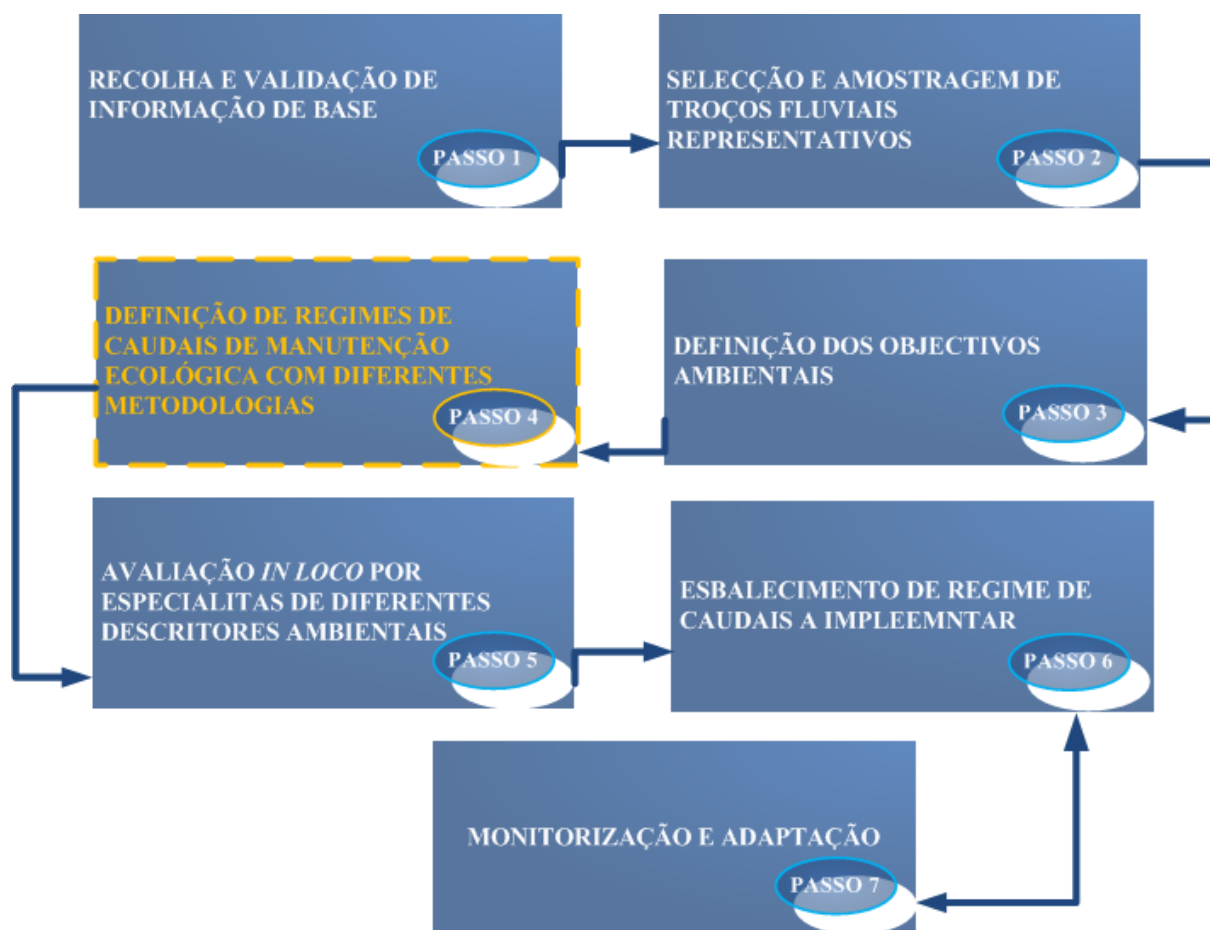 RECOLHA E VALIDAÇÃO DE
INFORMAÇÃO DE BASE
PASSO 1
SELECÇÃO E AMOSTRAGEM DE
TROÇOS FLUVIAIS
REPRESENTATIVOS
PASSO 2
DEFINIÇÃO DOS OBJECTIVOS
AMBIENTAIS
PASSO 3
DEFINIÇÃO DE REGIMES DE
CAUDAIS DE MANUTENÇÃO
ECOLÓGICA COM DIFERENTES
METODOLOGIAS
PASSO 4
AVALIAÇÃO IN LOCO POR
ESPECIALITAS DE DIFERENTES
DESCRITORES AMBIENTAIS
PASSO 5
ESBALECIMENTO DE REGIME DE
CAUDAIS A IMPLEEMNTAR
PASSO 6
MONITORIZAÇÃO E ADAPTAÇÃO
PASSO 7